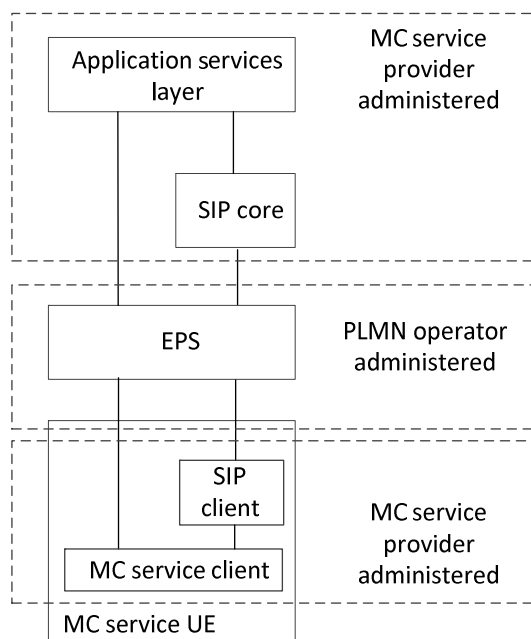 Application services
layer
MC service
provider
administered
SIP core
EPS
PLMN operator
administered
SIP
client
MC service client
MC service
provider
administered
MC service UE